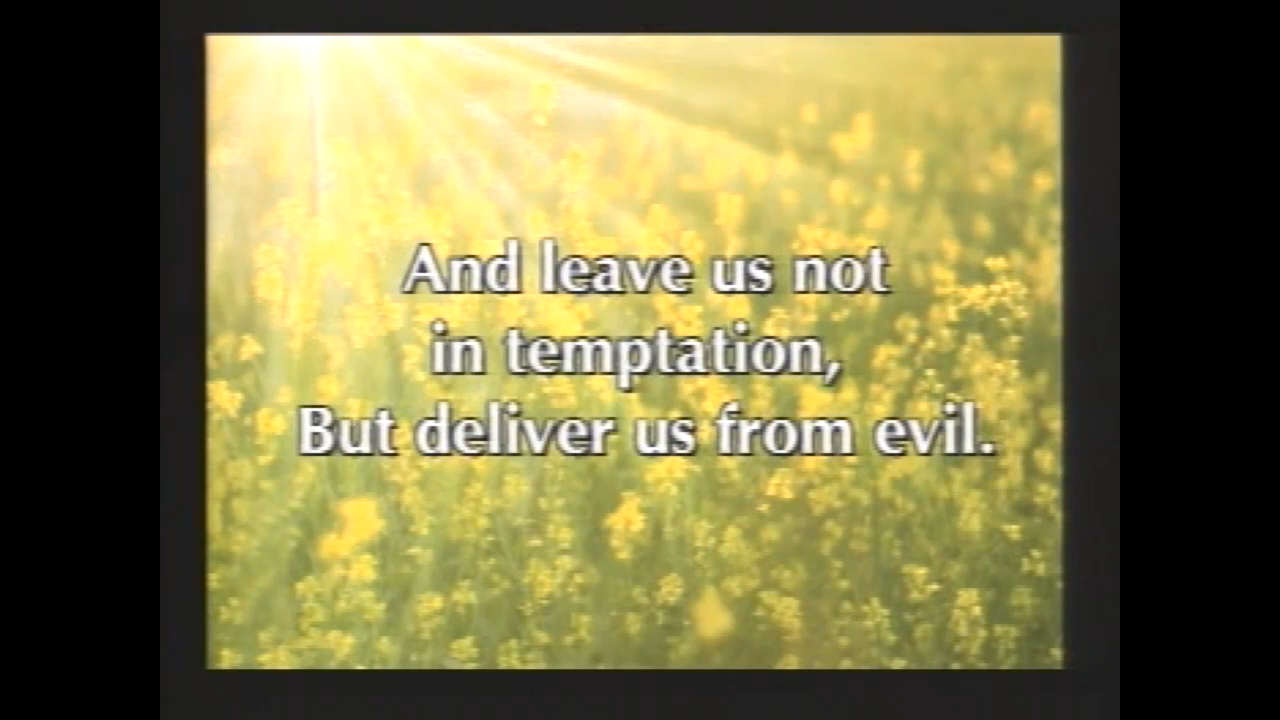 And leave us not
in temptation,
But deliver us from evil.